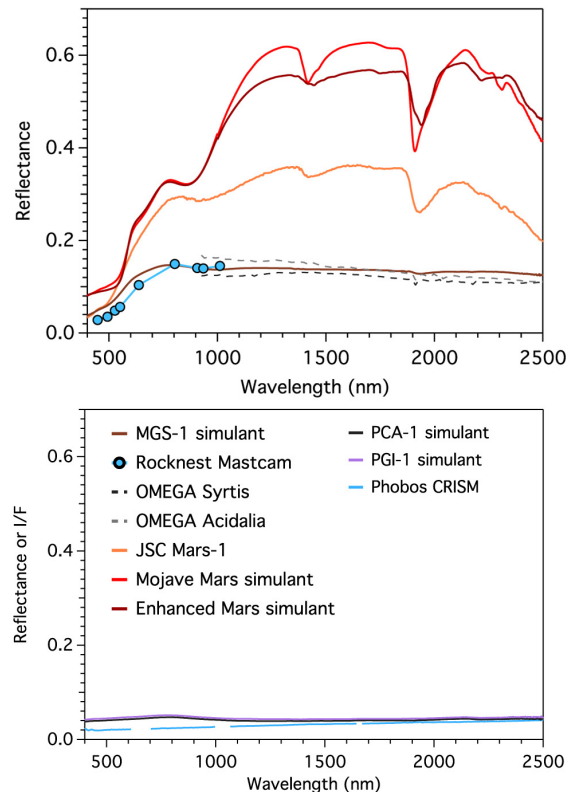 0.6
0.4
0.2
0.0
Reflectance
500
1000
1500
2000
2500
Wavelength (nm)
MGS-1 simulant
Rocknest Mastcam
OMEGA Syrtis
OMEGA Acidalia
JSC Mars-1
Mojave Mars simulant
Enhanced Mars simulant
PCA-1 simulant
PGI-1 simulant
Phobos CRISM
0.6
0.4
0.2
0.0
Reflectance or I/F
500
1000
1500
2000
2500
Wavelength (nm)